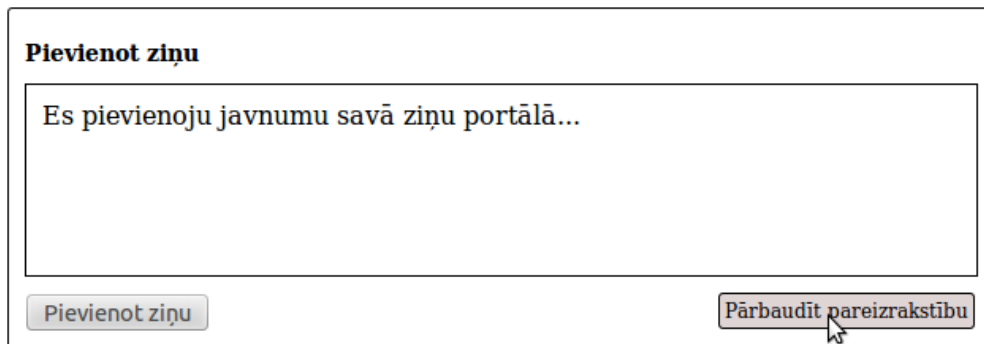 Pievienot ziņu
Es pievienoju javnumu savā ziņu portālā...
Pievienot ziņu
Pārbaudīt pareizrakstību